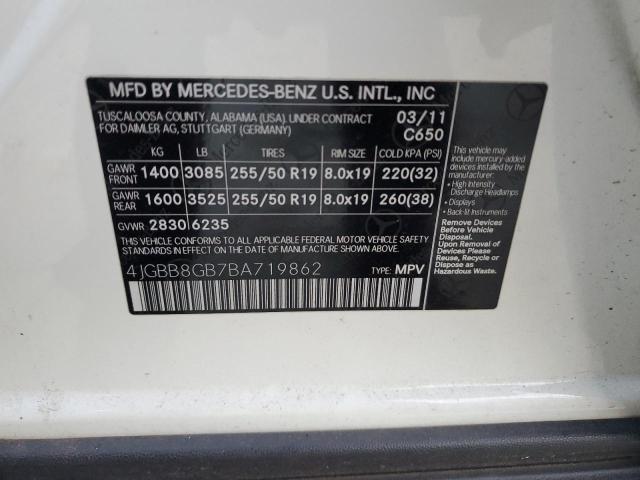 MFD BY MERCEDES-BENZ U.S. INTL., INC
TUSCALOOSA COUNTY, ALABAMA (USA). UNDER CONTRACT
FOR DAIMLER AG, STUTTGART (GERMANY)
03/11
C650
KG LB TIRES RIM SIZE COLD KPA (PSI)
GAWR FRONT 1400 3085 255/50 R19 8.0x19 220(32)
GAWR REAR 1600 3525 255/50 R19 8.0x19 260(38)
GVWR 2830 6235
THIS VEHICLE CONFORMS TO ALL APPLICABLE FEDERAL MOTOR VEHICLE SAFETY
STANDARDS IN EFFECT ON THE DATE OF MANUFACTURE SHOWN ABOVE.
4JGBB8GB7BA719862
TYPE: MPV
This vehicle may include
mercury-added devices
installed by the
manufacturer:
• High Intensity
Discharge Headlamps
• Displays
• Back-lit Instruments
Remove Devices
Before Vehicle Disposal.
Upon Removal of
Devices Please
Reuse, Recycle or
Dispose as
Hazardous Waste.